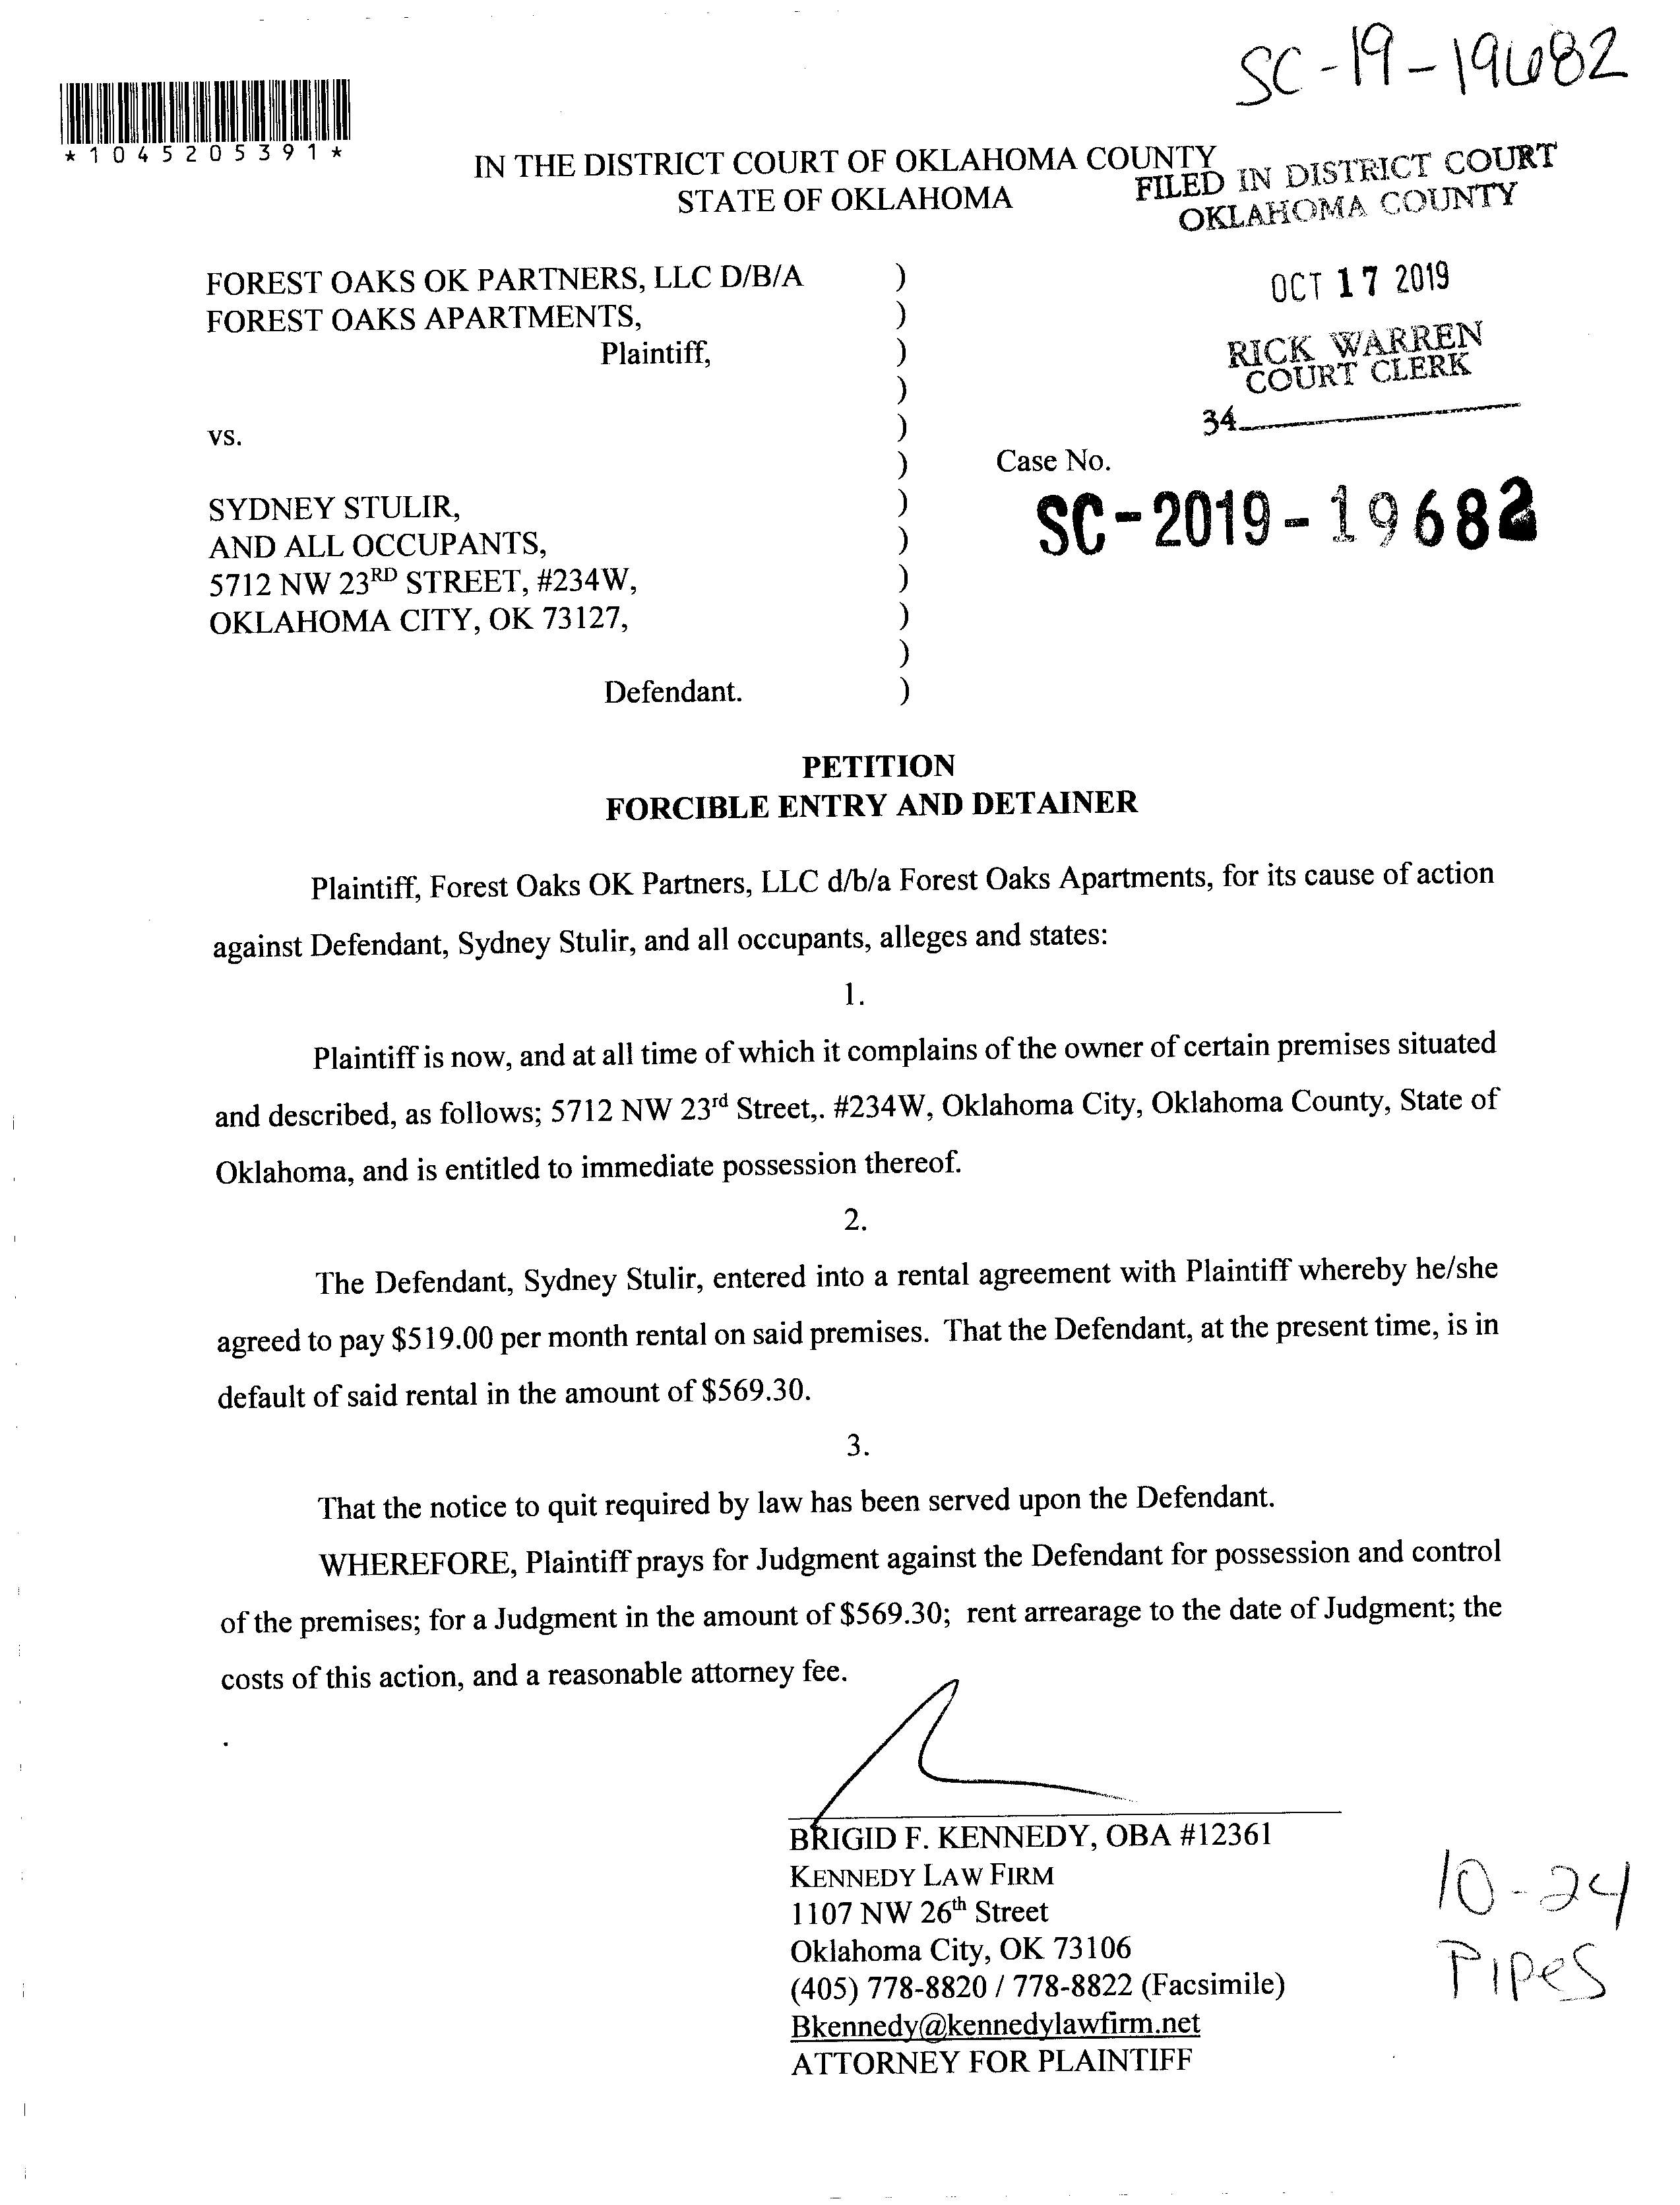 SC-19-19682
*1045205391*
IN THE DISTRICT COURT OF OKLAHOMA COUNTY
STATE OF OKLAHOMA
FILED IN DISTRICT COURT
OKLAHOMA COUNTY
OCT 17 2019
RICK WARREN
COURT CLERK
34
FOREST OAKS OK PARTNERS, LLC D/B/A )
FOREST OAKS APARTMENTS, )
Plaintiff, )
)
vs. )
) Case No.
SC-2019-19682
SYDNEY STULIR, )
AND ALL OCCUPANTS, )
5712 NW 23RD STREET, #234W, )
OKLAHOMA CITY, OK 73127, )
)
Defendant. )
PETITION
FORCIBLE ENTRY AND DETAINER
Plaintiff, Forest Oaks OK Partners, LLC d/b/a Forest Oaks Apartments, for its cause of action
against Defendant, Sydney Stulir, and all occupants, alleges and states:
1.
Plaintiff is now, and at all time of which it complains of the owner of certain premises situated
and described, as follows; 5712 NW 23rd Street,. #234W, Oklahoma City, Oklahoma County, State of
Oklahoma, and is entitled to immediate possession thereof.
2.
The Defendant, Sydney Stulir, entered into a rental agreement with Plaintiff whereby he/she
agreed to pay $519.00 per month rental on said premises. That the Defendant, at the present time, is in
default of said rental in the amount of $569.30.
3.
That the notice to quit required by law has been served upon the Defendant.
WHEREFORE, Plaintiff prays for Judgment against the Defendant for possession and control
of the premises; for a Judgment in the amount of $569.30; rent arrearage to the date of Judgment; the
costs of this action, and a reasonable attorney fee.
.
BRIGID F. KENNEDY, OBA #12361
KENNEDY LAW FIRM
1107 NW 26th Street
Oklahoma City, OK 73106
(405) 778-8820 / 778-8822 (Facsimile)
Bkennedy@kennedylawfirm.net
ATTORNEY FOR PLAINTIFF
10-24
Pipes